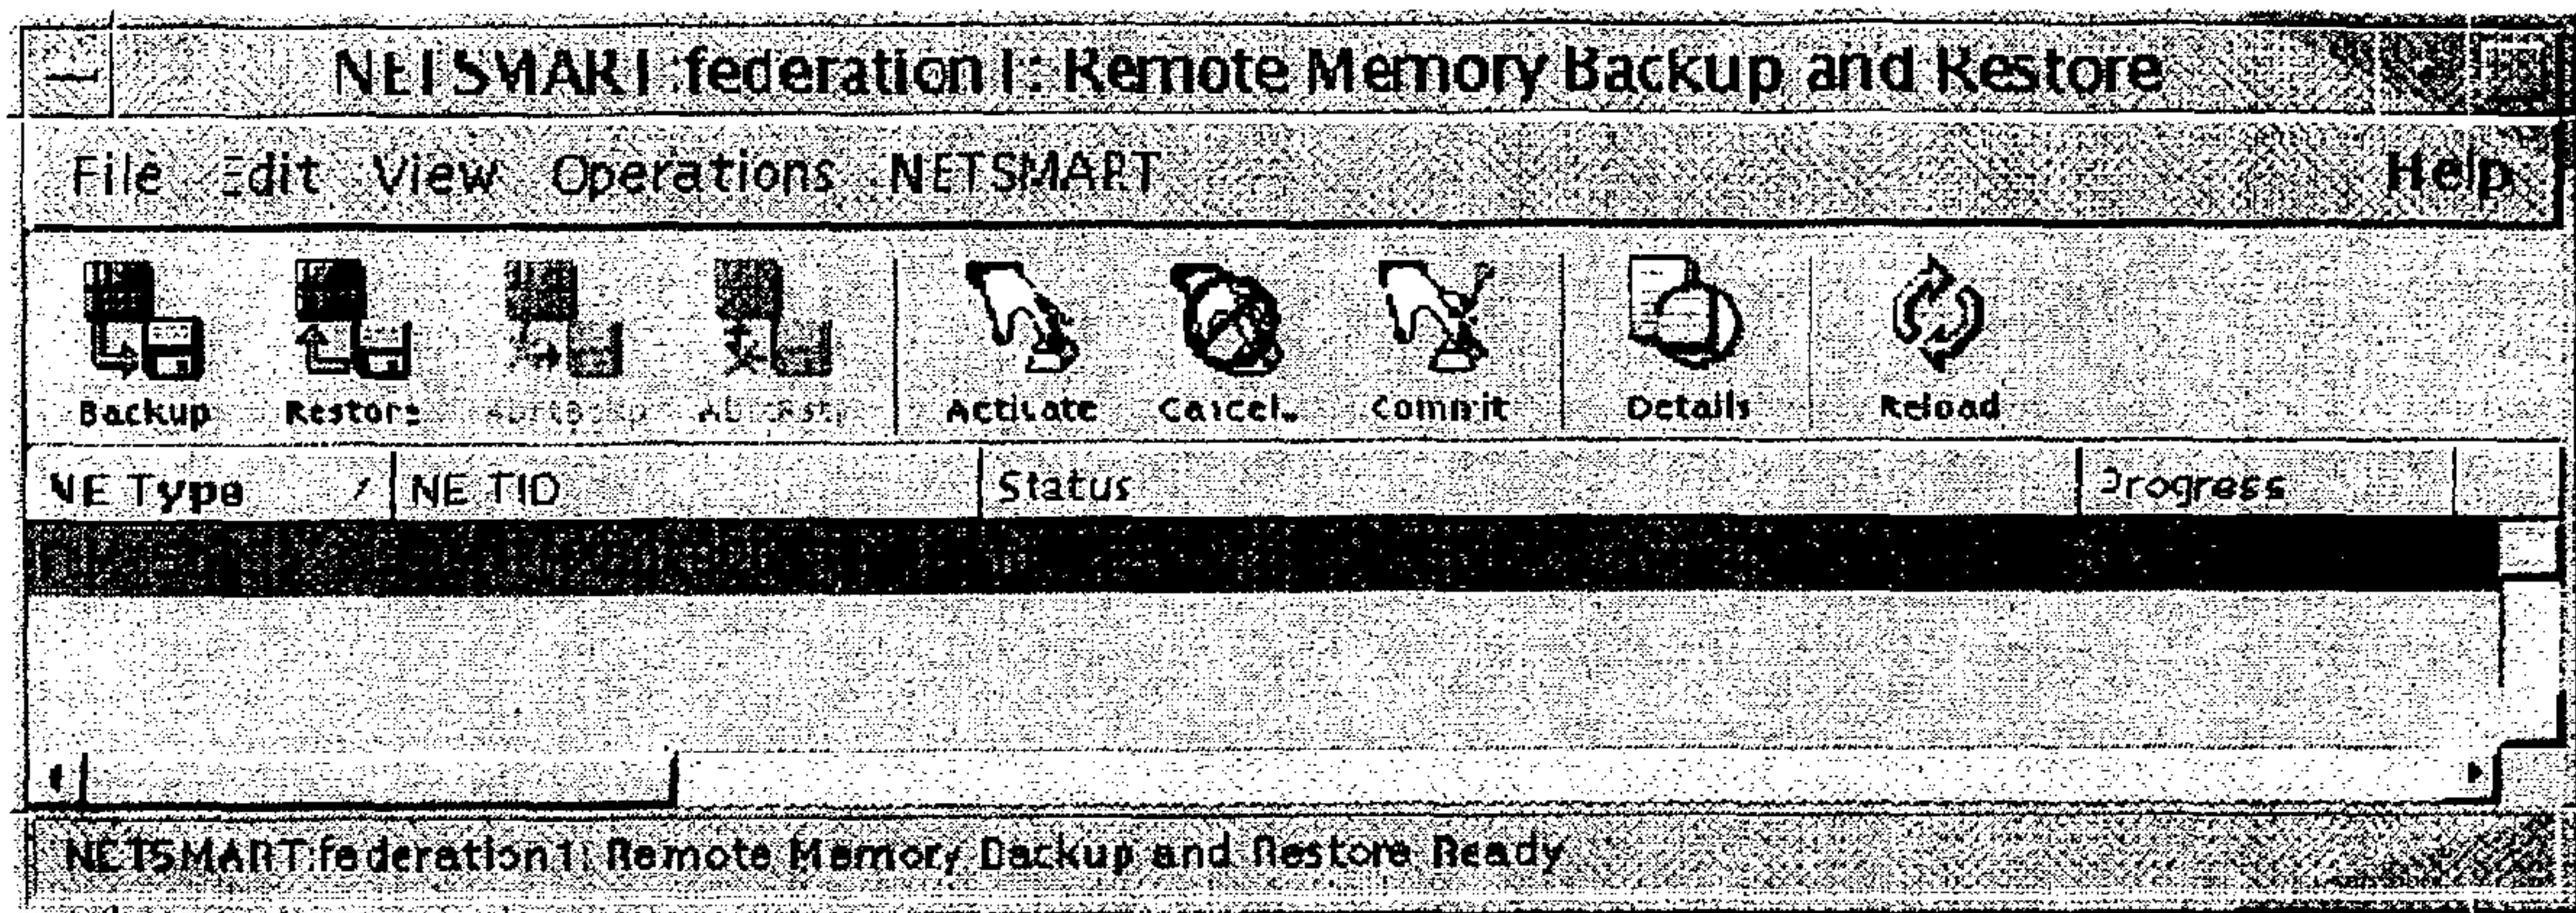 NETSMART:federation1: Remote Memory Backup and Restore
File Edit View Operations NETSMART Help
Backup Restore Activate Cancel.. Commit Details Reload
NE Type NE TID Status Progress
NETSMART:federation1: Remote Memory Backup and Restore Ready